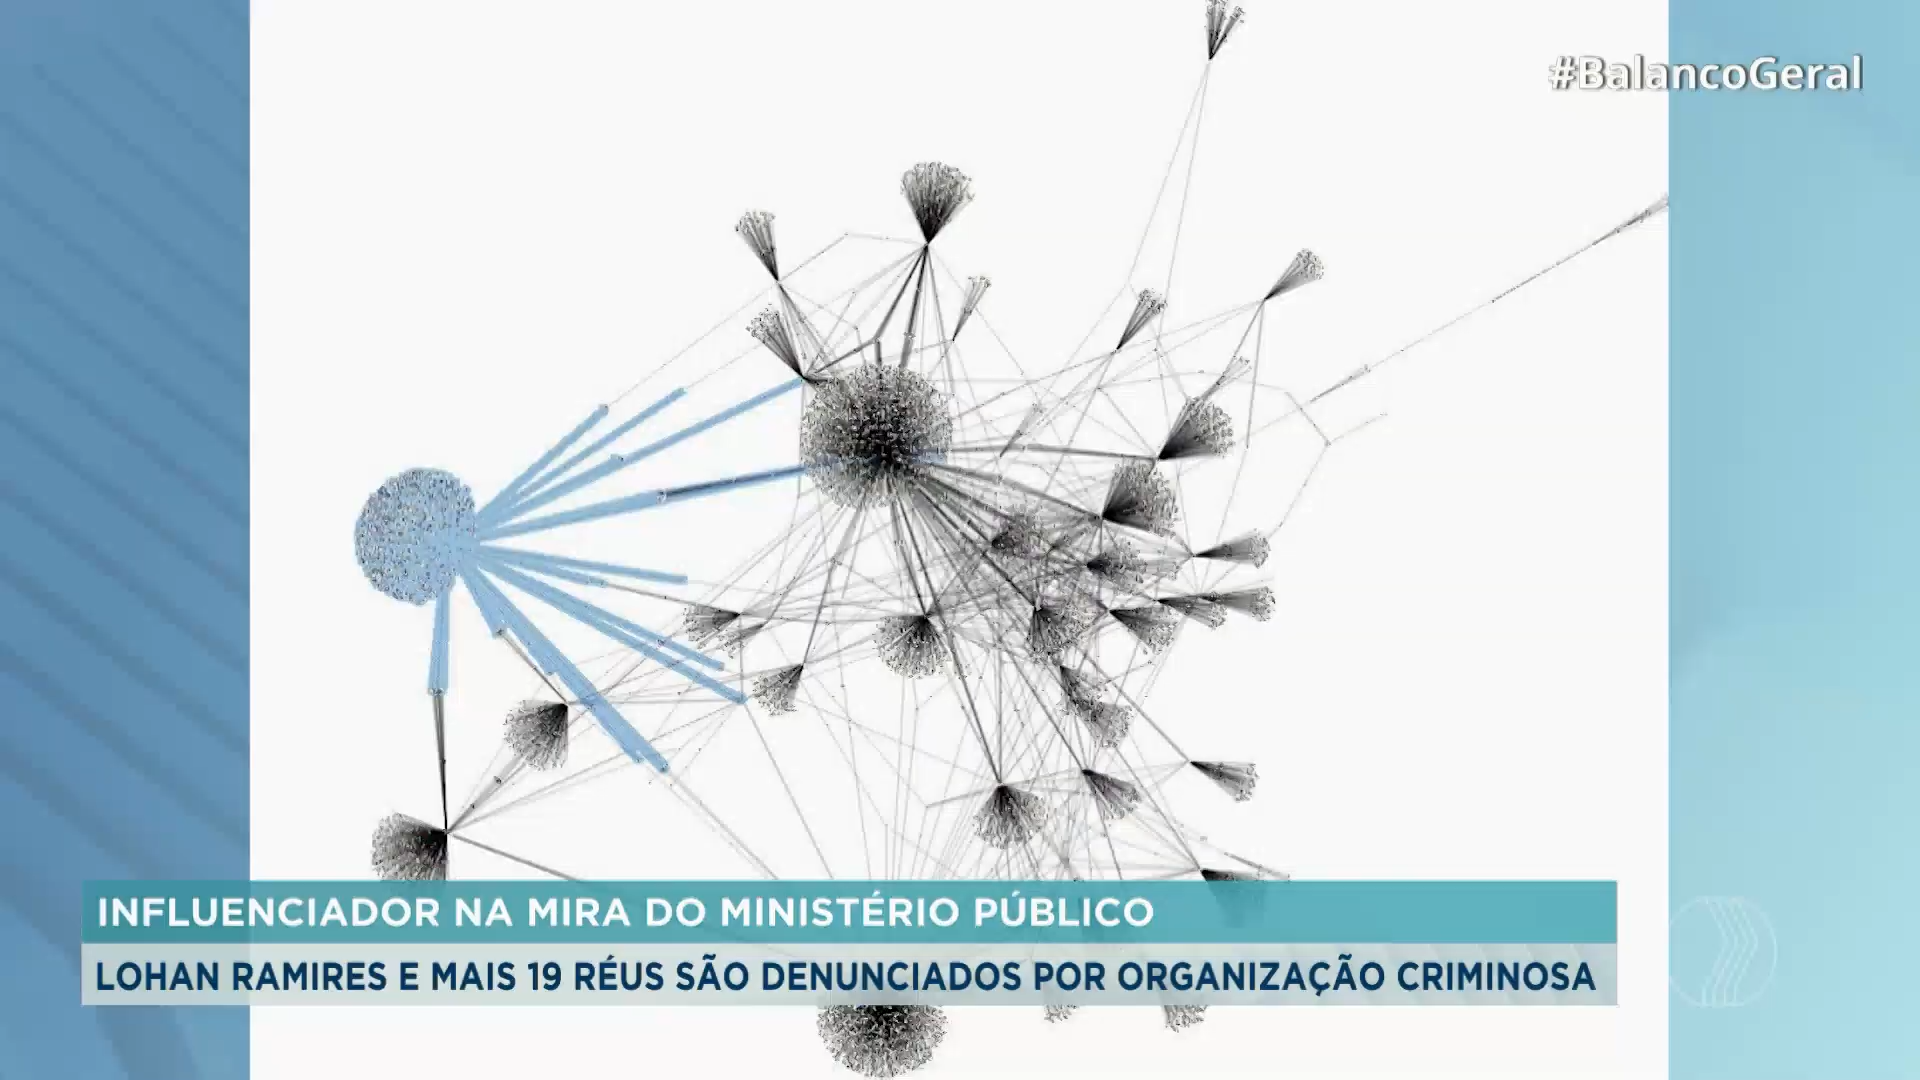 #BalancoGeral
INFLUENCIADOR NA MIRA DO MINISTÉRIO PÚBLICO
LOHAN RAMIRES E MAIS 19 RÉUS SÃO DENUNCIADOS POR ORGANIZAÇÃO CRIMINOSA